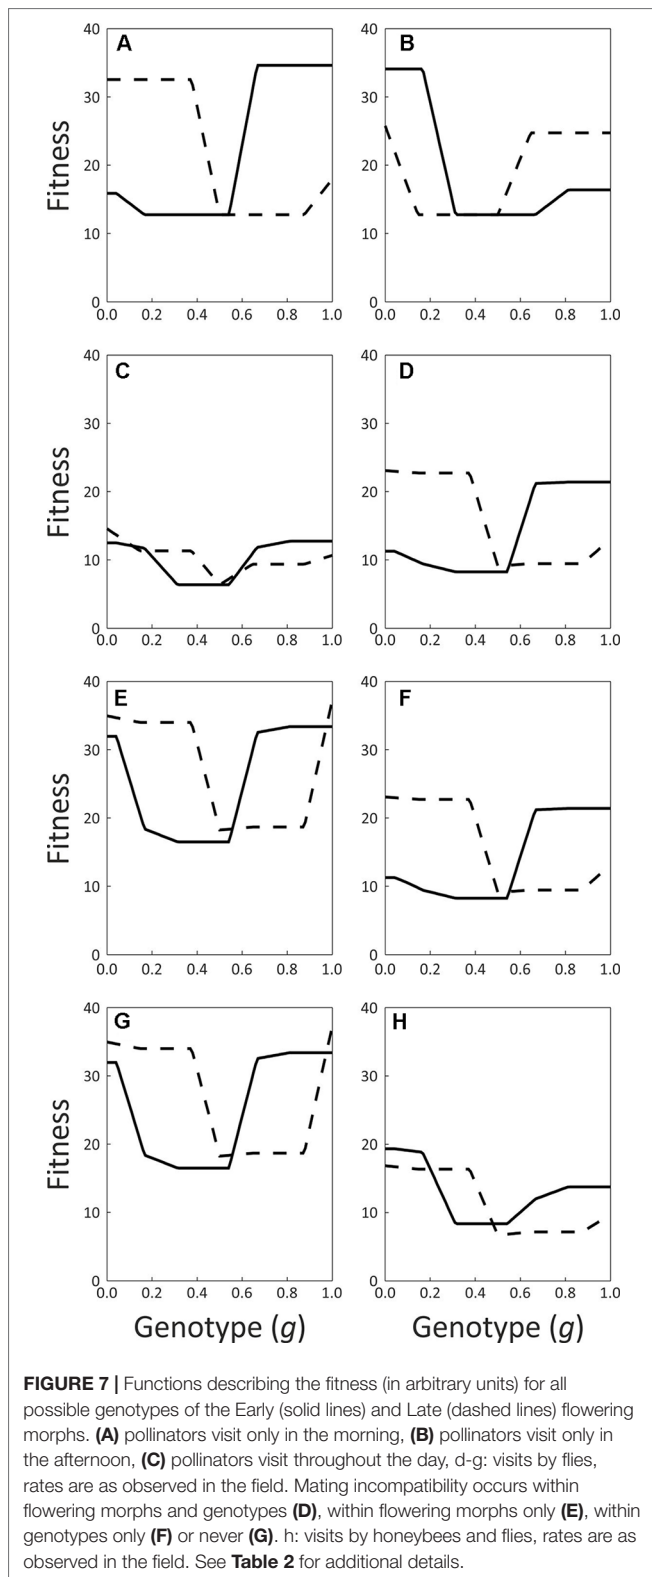 A
B
40
30
20
10
0
Fitness
0.0 0.2 0.4 0.6 0.8 1.0
40
30
20
10
0
0.0 0.2 0.4 0.6 0.8 1.0
C
D
40
30
20
10
0
Fitness
0.0 0.2 0.4 0.6 0.8 1.0
40
30
20
10
0
0.0 0.2 0.4 0.6 0.8 1.0
E
F
40
30
20
10
0
Fitness
0.0 0.2 0.4 0.6 0.8 1.0
40
30
20
10
0
0.0 0.2 0.4 0.6 0.8 1.0
G
H
40
30
20
10
0
Fitness
0.0 0.2 0.4 0.6 0.8 1.0
40
30
20
10
0
0.0 0.2 0.4 0.6 0.8 1.0
Genotype (g)
Genotype (g)
FIGURE 7 | Functions describing the fitness (in arbitrary units) for all
possible genotypes of the Early (solid lines) and Late (dashed lines) flowering
morphs. (A) pollinators visit only in the morning, (B) pollinators visit only in
the afternoon, (C) pollinators visit throughout the day, d-g: visits by flies,
rates are as observed in the field. Mating incompatibility occurs within
flowering morphs and genotypes (D), within flowering morphs only (E), within
genotypes only (F) or never (G). h: visits by honeybees and flies, rates are as
observed in the field. See Table 2 for additional details.